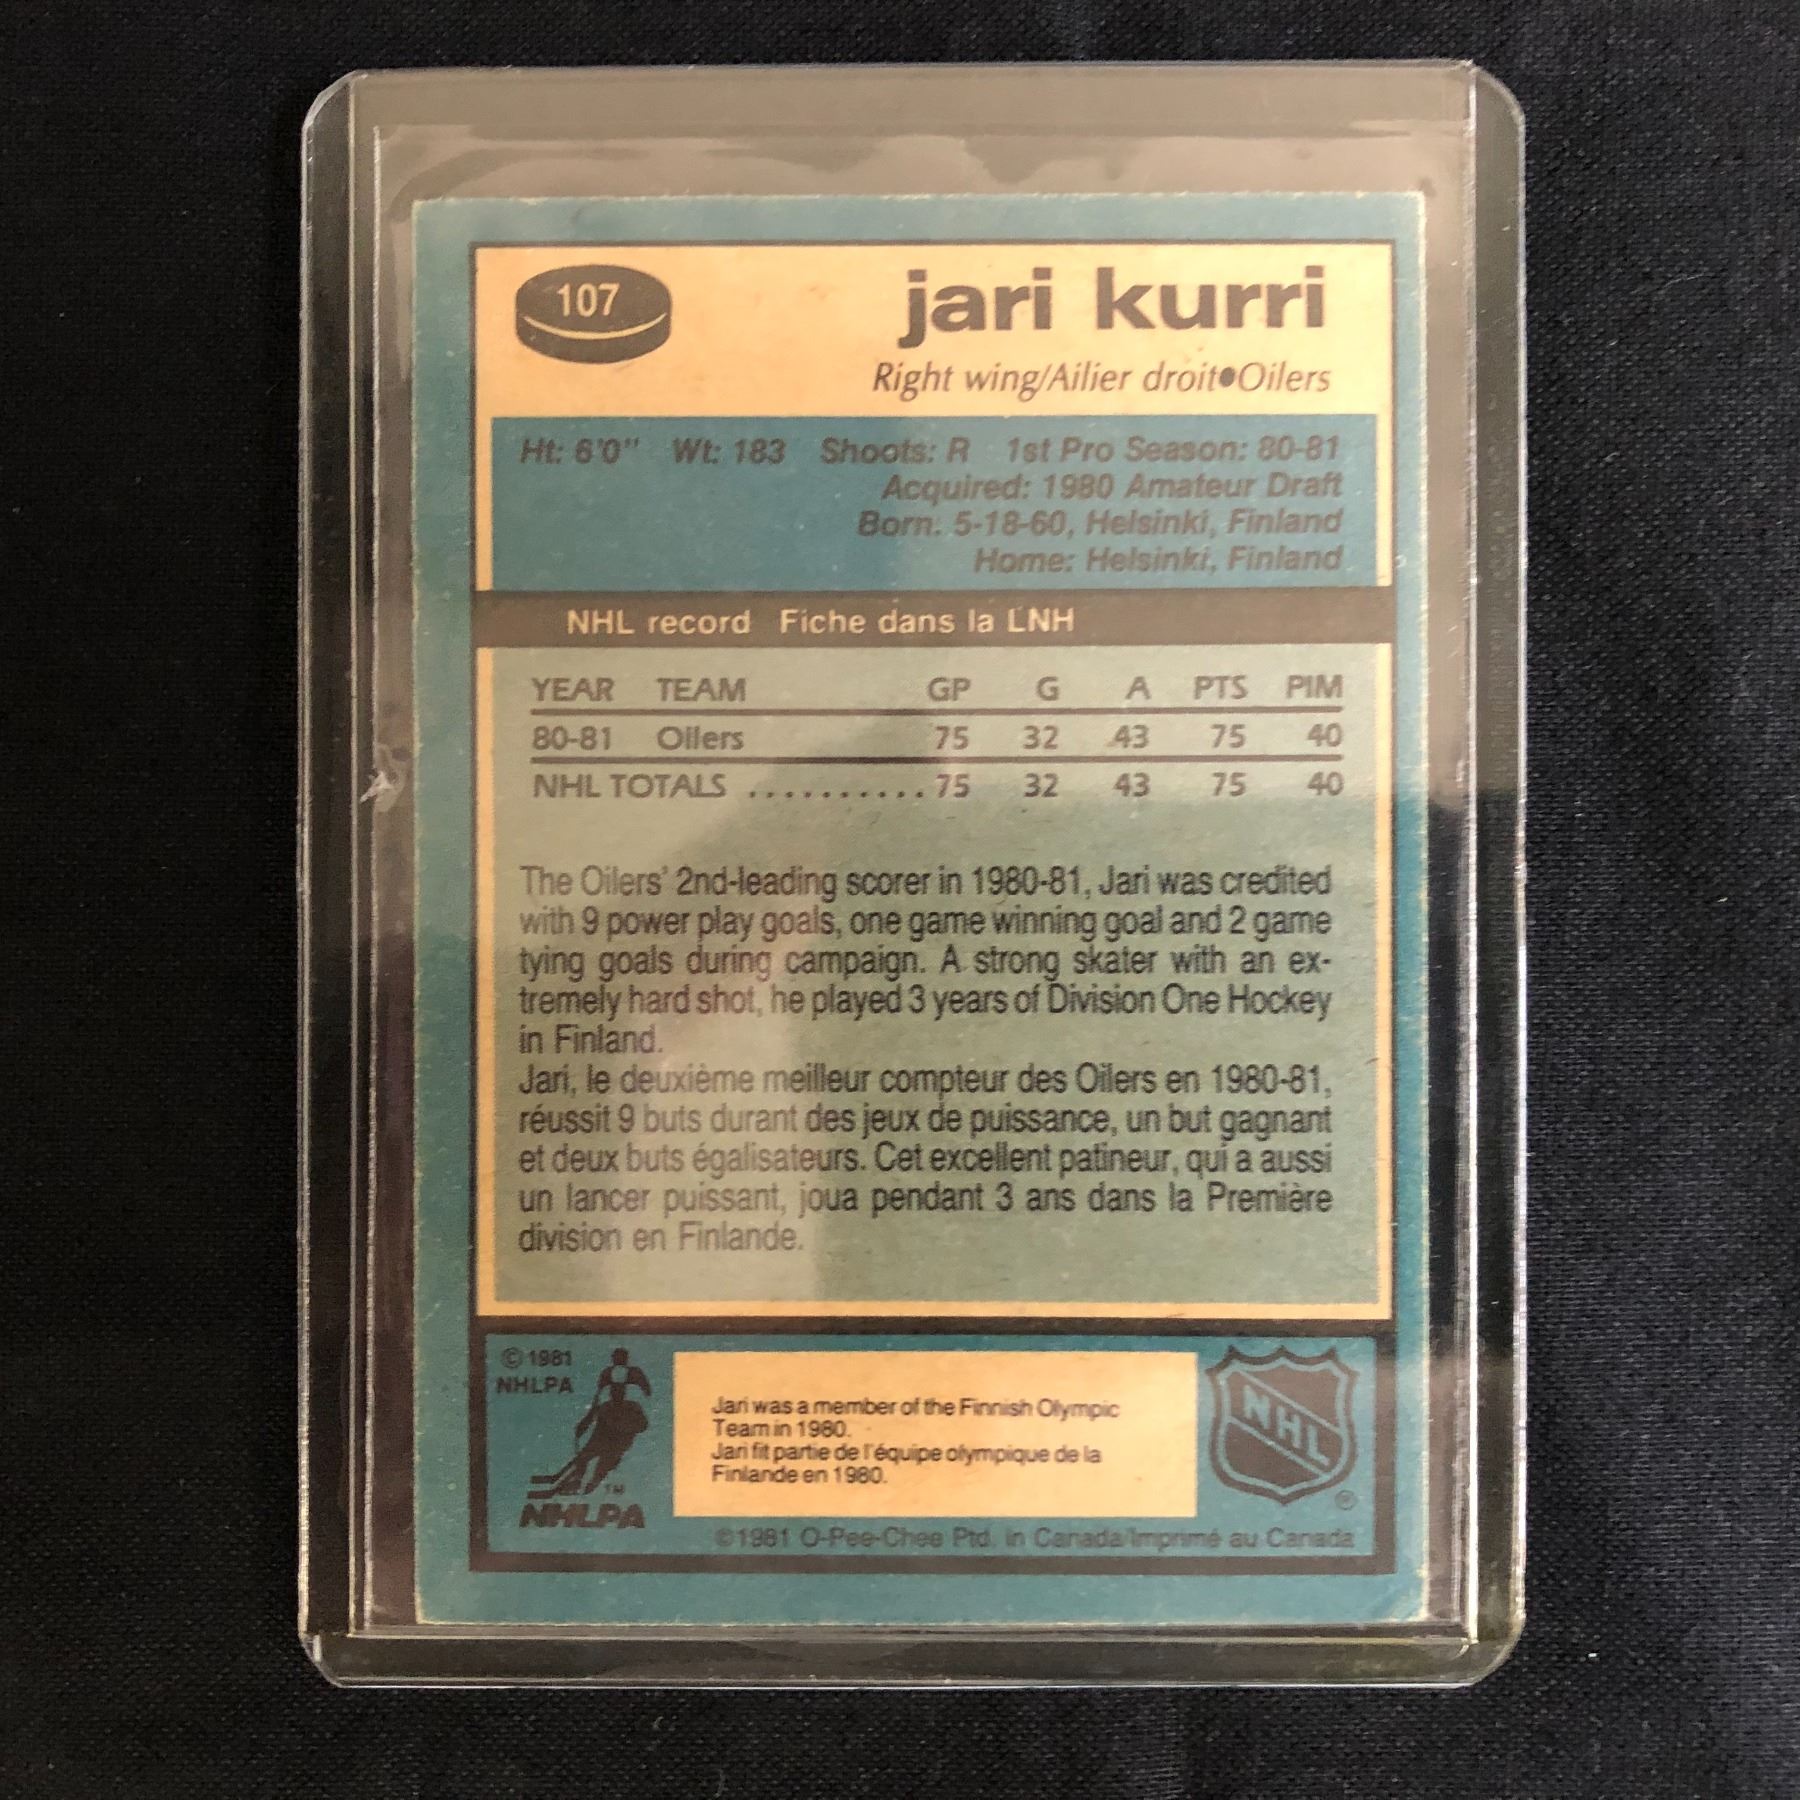 107
jari kurri
Right wing/Ailier droit●Oilers
Ht: 6'0" Wt: 183 Shoots: R 1st Pro Season: 80-81
Acquired: 1980 Amateur Draft
Born: 5-18-60, Helsinki, Finland
Home: Helsinki, Finland
NHL record Fiche dans la LNH
YEAR TEAM GP G A PTS PIM
80-81 Oilers 75 32 43 75 40
NHL TOTALS .......... 75 32 43 75 40
The Oilers' 2nd-leading scorer in 1980-81, Jari was credited
with 9 power play goals, one game winning goal and 2 game
tying goals during campaign. A strong skater with an ex-
tremely hard shot, he played 3 years of Division One Hockey
in Finland.
Jari, le deuxième meilleur compteur des Oilers en 1980-81,
réussit 9 buts durant des jeux de puissance, un but gagnant
et deux buts égalisateurs. Cet excellent patineur, qui a aussi
un lancer puissant, joua pendant 3 ans dans la Première
division en Finlande.
© 1981
NHLPA
TM
NHLPA
Jari was a member of the Finnish Olympic
Team in 1980.
Jari fit partie de l'équipe olympique de la
Finlande en 1980.
NHL
®
©1981 O-Pee-Chee Ptd. in Canada/Imprimé au Canada